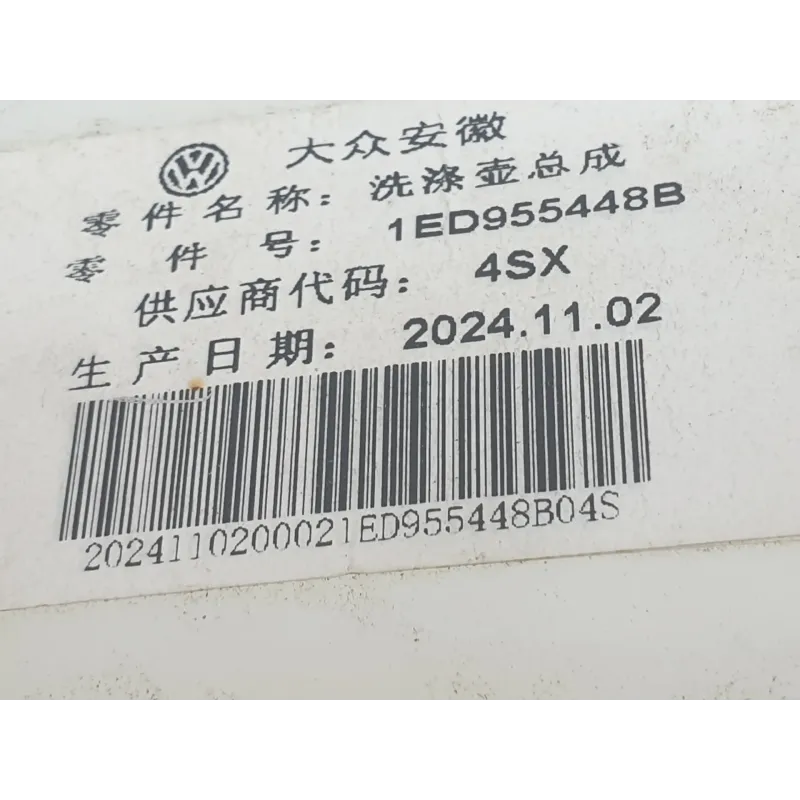 大众安徽
零件名称：洗涤壶总成
零件号：1ED955448B
供应商代码：4SX
生产日期：2024.11.02
2024110200021ED955448B04S